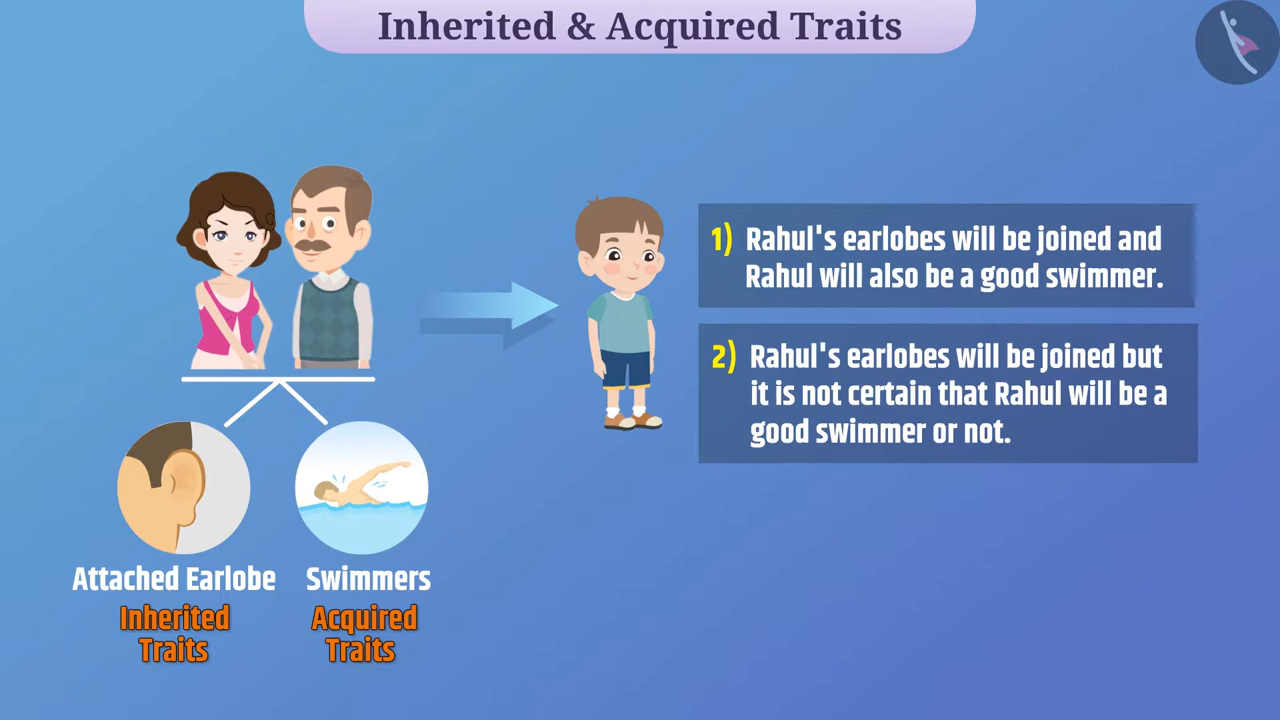 Inherited & Acquired Traits
1) Rahul's earlobes will be joined and
Rahul will also be a good swimmer.
2) Rahul's earlobes will be joined but
it is not certain that Rahul will be a
good swimmer or not.
Attached Earlobe
Inherited
Traits
Swimmers
Acquired
Traits